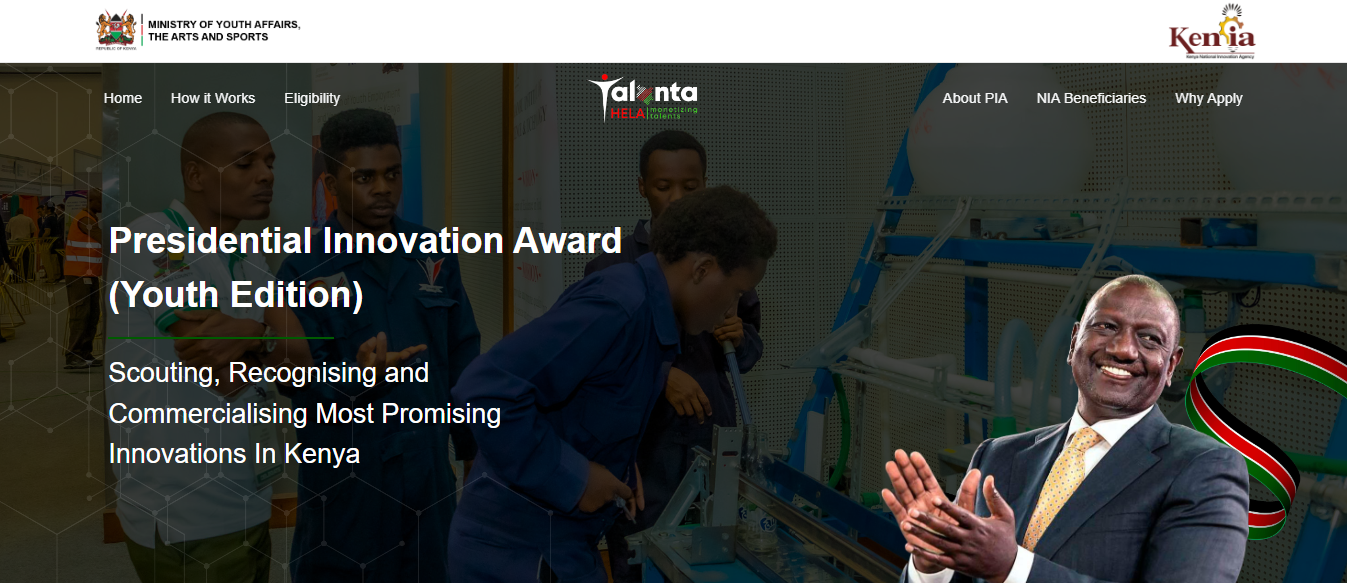 MINISTRY OF YOUTH AFFAIRS,
THE ARTS AND SPORTS
REPUBLIC OF KENYA
Kenia
Kenya National Innovation Agency
Home
How it Works
Eligibility
Talanta
HELA
monetizing
talents
About PIA
NIA Beneficiaries
Why Apply
Presidential Innovation Award
(Youth Edition)
Scouting, Recognising and
Commercialising Most Promising
Innovations In Kenya